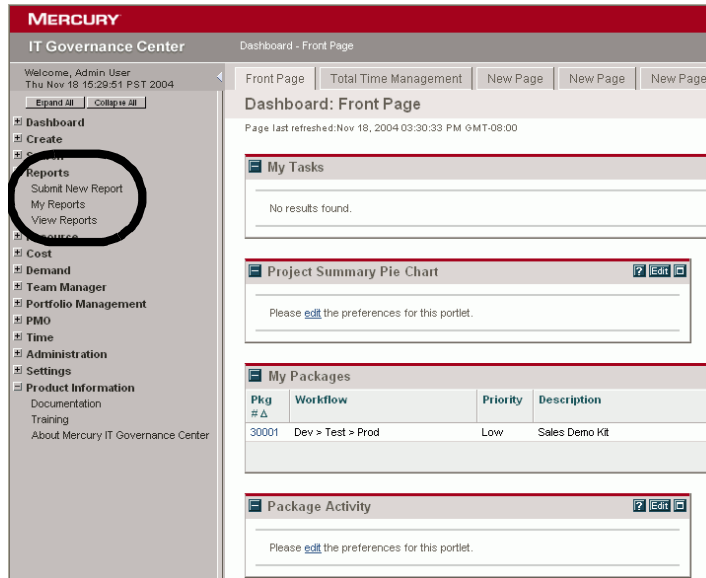 MERCURY
IT Governance Center
Dashboard - Front Page
Welcome, Admin User
Thu Nov 18 15:29:51 PST 2004
Expand All Collapse All
Dashboard
Create
Search
Reports
Submit New Report
My Reports
View Reports
Resource
Cost
Demand
Team Manager
Portfolio Management
PMO
Time
Administration
Settings
Product Information
Documentation
Training
About Mercury IT Governance Center
Front Page Total Time Management New Page New Page New Page
Dashboard: Front Page
Page last refreshed:Nov 18, 2004 03:30:33 PM GMT-08:00
My Tasks
No results found.
Project Summary Pie Chart ? Edit
Please edit the preferences for this portlet.
My Packages
Pkg # Workflow Priority Description
30001 Dev > Test > Prod Low Sales Demo Kit
Package Activity ? Edit
Please edit the preferences for this portlet.